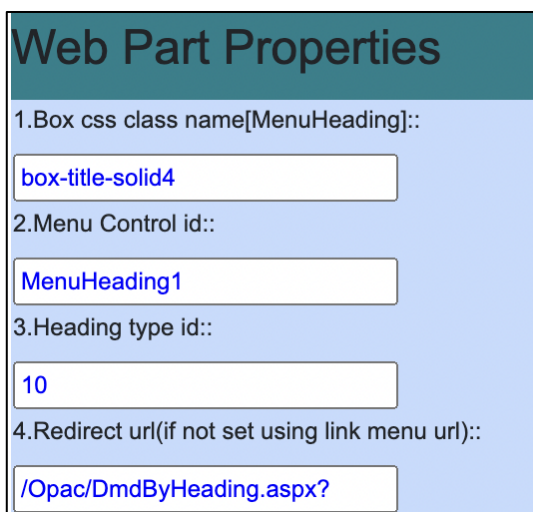 Web Part Properties
1.Box css class name[MenuHeading]::
box-title-solid4
2.Menu Control id::
MenuHeading1
3.Heading type id::
10
4.Redirect url(if not set using link menu url)::
/Opac/DmdByHeading.aspx?